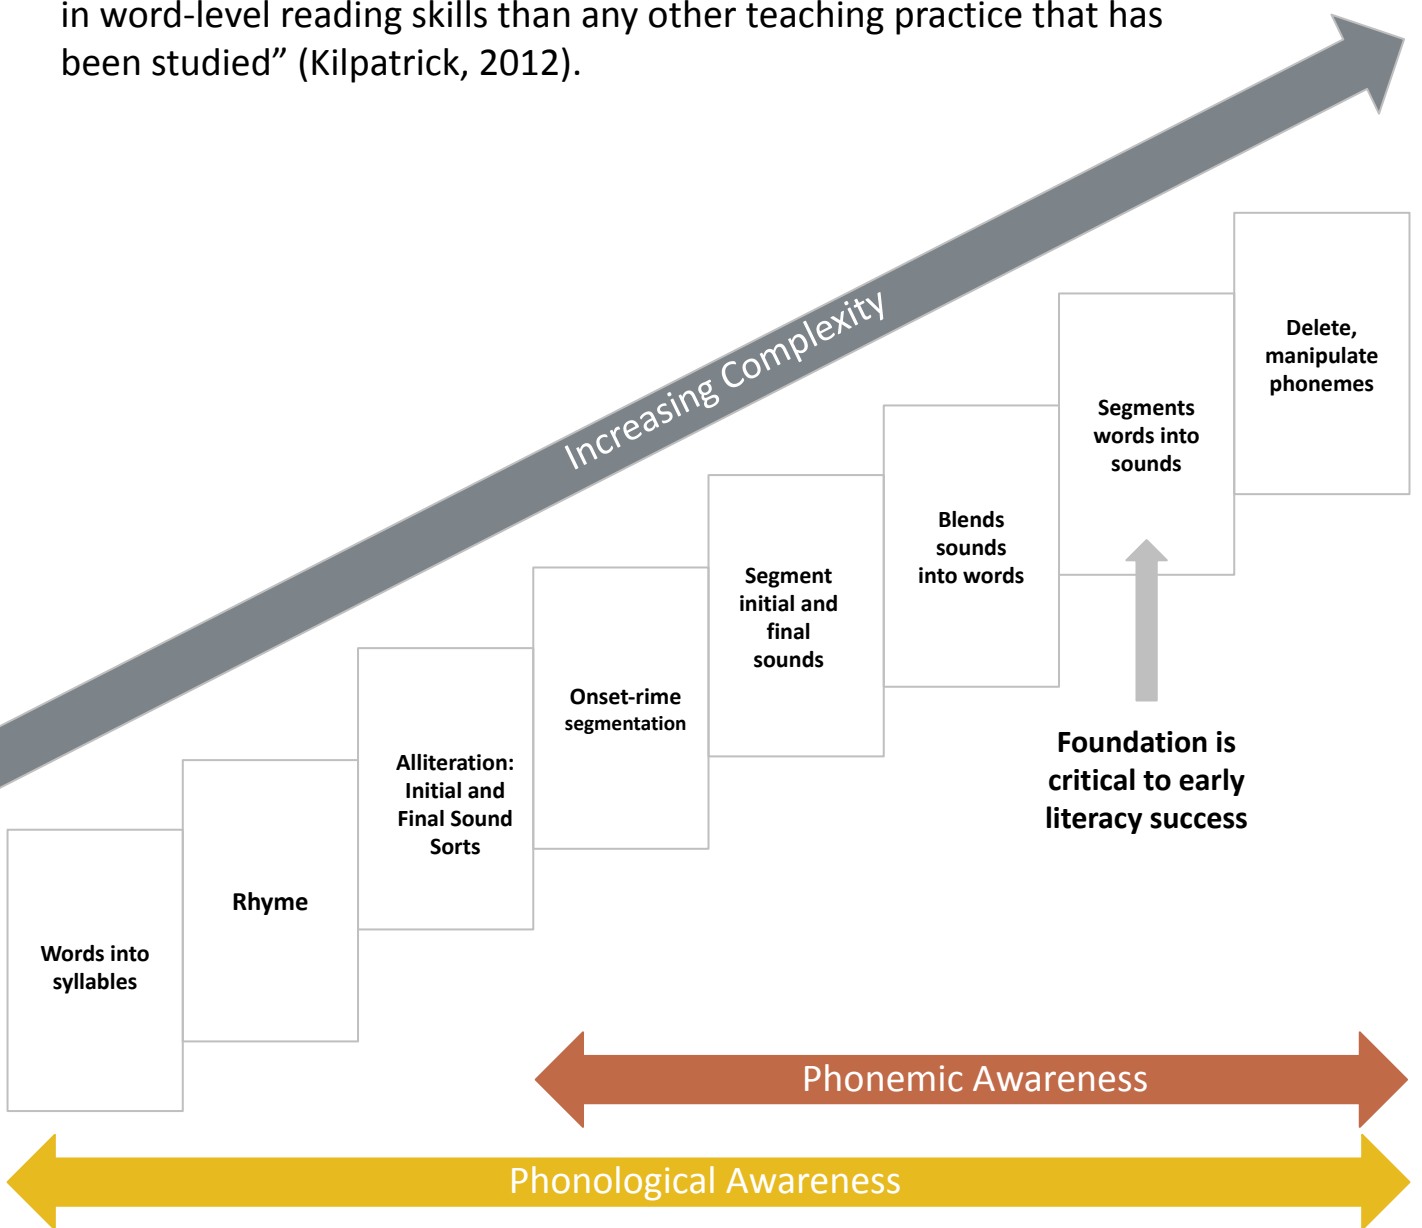 in word-level reading skills than any other teaching practice that has
been studied” (Kilpatrick, 2012).
Increasing Complexity
Words into
syllables
Rhyme
Alliteration:
Initial and
Final Sound
Sorts
Onset-rime
segmentation
Segment
initial and
final
sounds
Blends
sounds
into words
Segments
words into
sounds
Delete,
manipulate
phonemes
Foundation is
critical to early
literacy success
Phonemic Awareness
Phonological Awareness